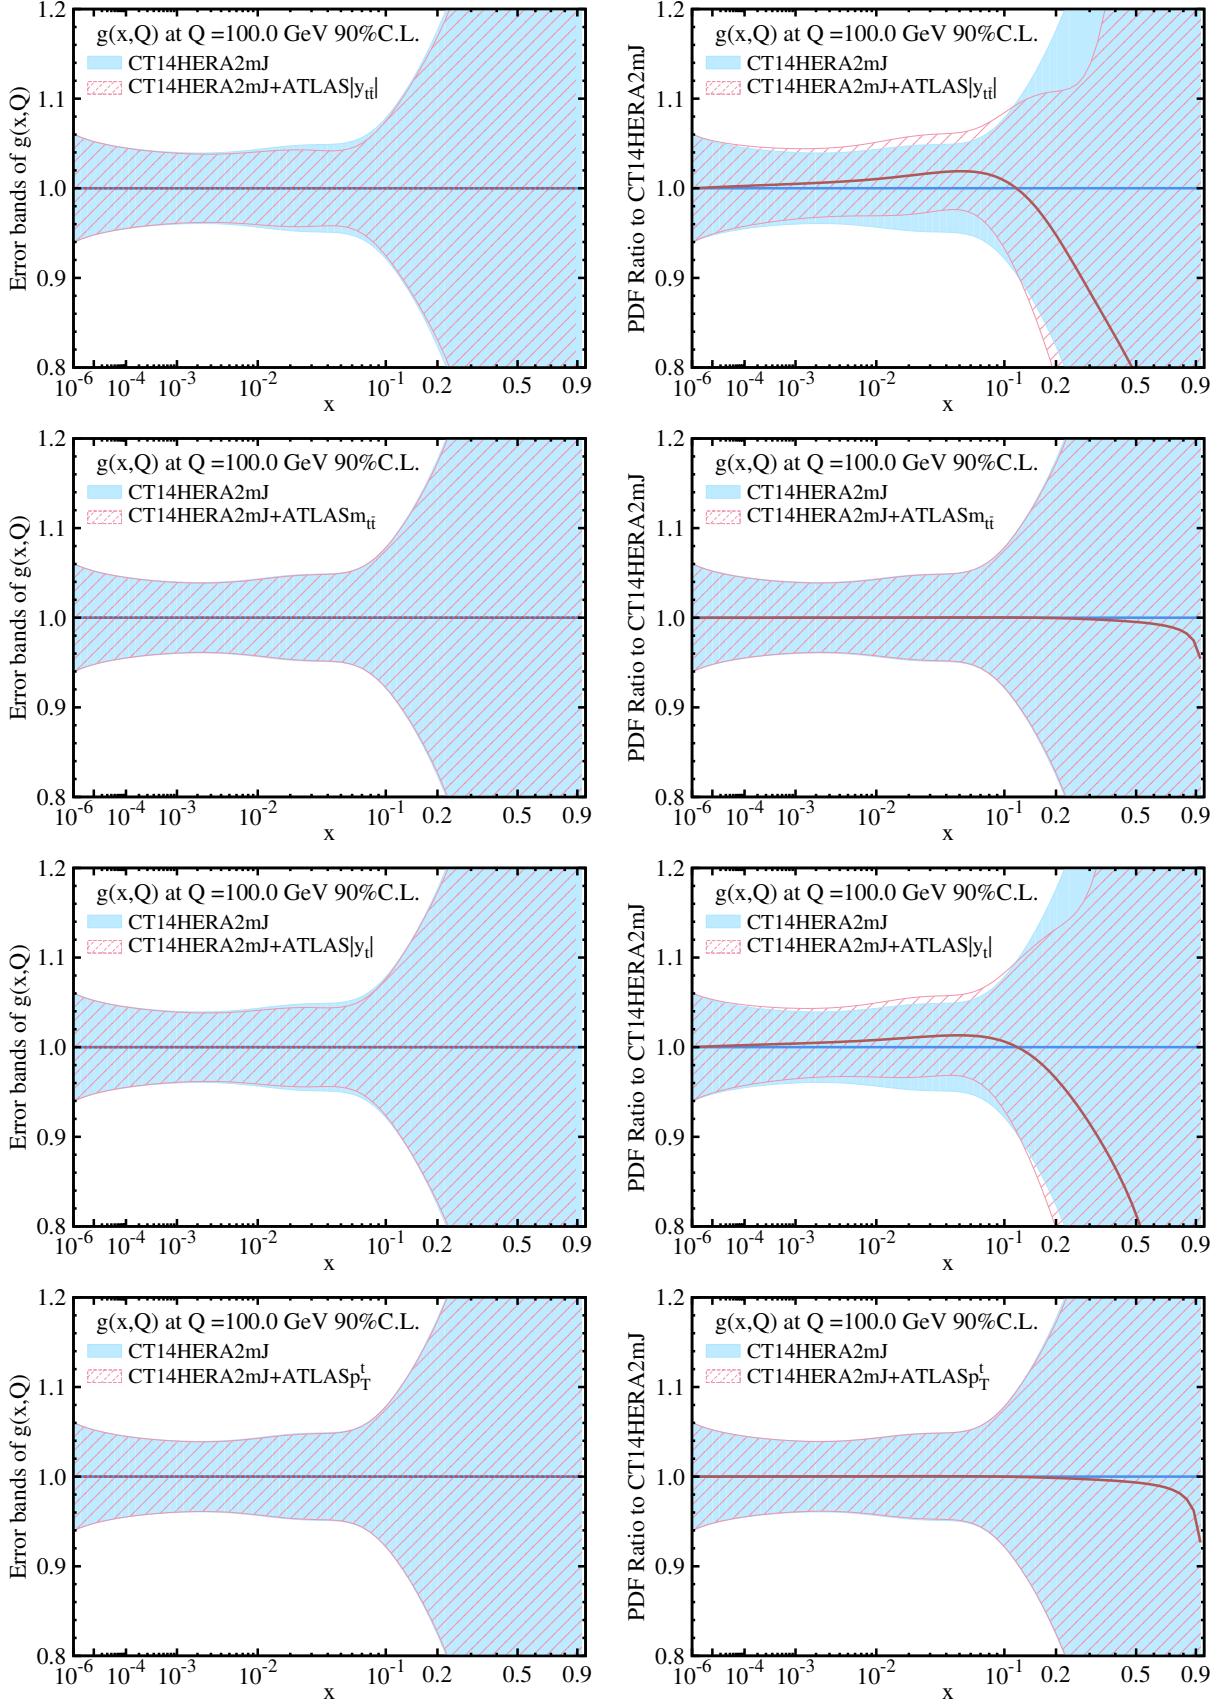 1.2
g(x,Q) at Q =100.0 GeV 90%C.L.
CT14HERA2mJ
CT14HERA2mJ+ATLAS|y_{tt̄}|
1.1
1.0
0.9
0.8
Error bands of g(x,Q)
10^{-6} 10^{-4} 10^{-3} 10^{-2} 10^{-1} 0.2 0.5 0.9
x
1.2
g(x,Q) at Q =100.0 GeV 90%C.L.
CT14HERA2mJ
CT14HERA2mJ+ATLAS|y_{tt̄}|
1.1
1.0
0.9
0.8
PDF Ratio to CT14HERA2mJ
10^{-6} 10^{-4} 10^{-3} 10^{-2} 10^{-1} 0.2 0.5 0.9
x
1.2
g(x,Q) at Q =100.0 GeV 90%C.L.
CT14HERA2mJ
CT14HERA2mJ+ATLASm_{tt̄}
1.1
1.0
0.9
0.8
Error bands of g(x,Q)
10^{-6} 10^{-4} 10^{-3} 10^{-2} 10^{-1} 0.2 0.5 0.9
x
1.2
g(x,Q) at Q =100.0 GeV 90%C.L.
CT14HERA2mJ
CT14HERA2mJ+ATLASm_{tt̄}
1.1
1.0
0.9
0.8
PDF Ratio to CT14HERA2mJ
10^{-6} 10^{-4} 10^{-3} 10^{-2} 10^{-1} 0.2 0.5 0.9
x
1.2
g(x,Q) at Q =100.0 GeV 90%C.L.
CT14HERA2mJ
CT14HERA2mJ+ATLAS|y_t|
1.1
1.0
0.9
0.8
Error bands of g(x,Q)
10^{-6} 10^{-4} 10^{-3} 10^{-2} 10^{-1} 0.2 0.5 0.9
x
1.2
g(x,Q) at Q =100.0 GeV 90%C.L.
CT14HERA2mJ
CT14HERA2mJ+ATLAS|y_t|
1.1
1.0
0.9
0.8
PDF Ratio to CT14HERA2mJ
10^{-6} 10^{-4} 10^{-3} 10^{-2} 10^{-1} 0.2 0.5 0.9
x
1.2
g(x,Q) at Q =100.0 GeV 90%C.L.
CT14HERA2mJ
CT14HERA2mJ+ATLASp_T^t
1.1
1.0
0.9
0.8
Error bands of g(x,Q)
10^{-6} 10^{-4} 10^{-3} 10^{-2} 10^{-1} 0.2 0.5 0.9
x
1.2
g(x,Q) at Q =100.0 GeV 90%C.L.
CT14HERA2mJ
CT14HERA2mJ+ATLASp_T^t
1.1
1.0
0.9
0.8
PDF Ratio to CT14HERA2mJ
10^{-6} 10^{-4} 10^{-3} 10^{-2} 10^{-1} 0.2 0.5 0.9
x